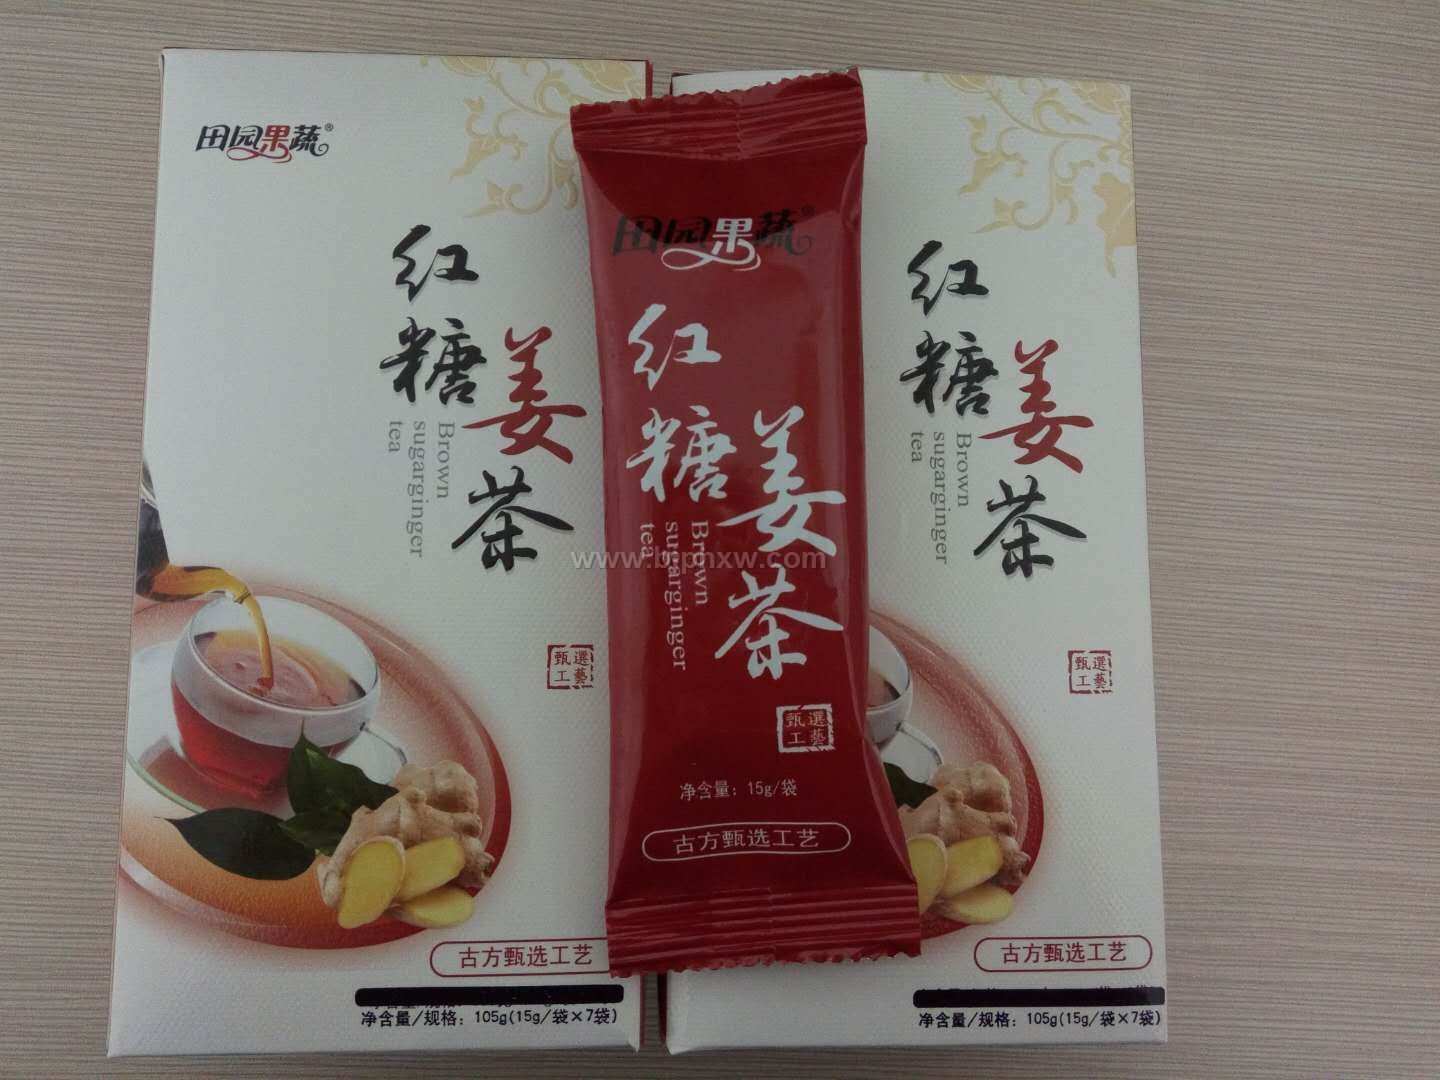 田园果蔬®
红糖
姜茶
Brown
sugarginger
tea
甄選
工藝
古方甄选工艺
净含量/规格：105g(15g/袋×7袋)
田园果蔬®
红糖
姜茶
Brown
sugarginger
tea
甄選
工藝
净含量：15g/袋
古方甄选工艺
红糖
姜茶
Brown
sugarginger
tea
甄選
工藝
古方甄选工艺
净含量/规格：105g(15g/袋×7袋)